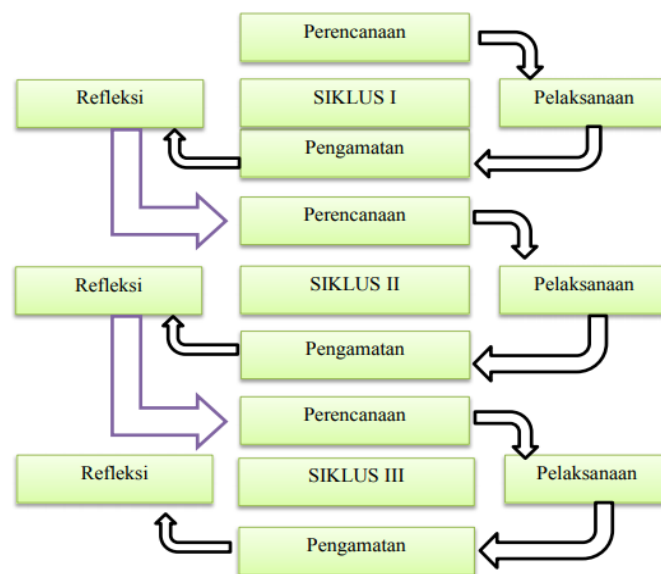 Perencanaan
Refleksi
SIKLUS I
Pelaksanaan
Pengamatan
Perencanaan
Refleksi
SIKLUS II
Pelaksanaan
Pengamatan
Perencanaan
Refleksi
SIKLUS III
Pelaksanaan
Pengamatan